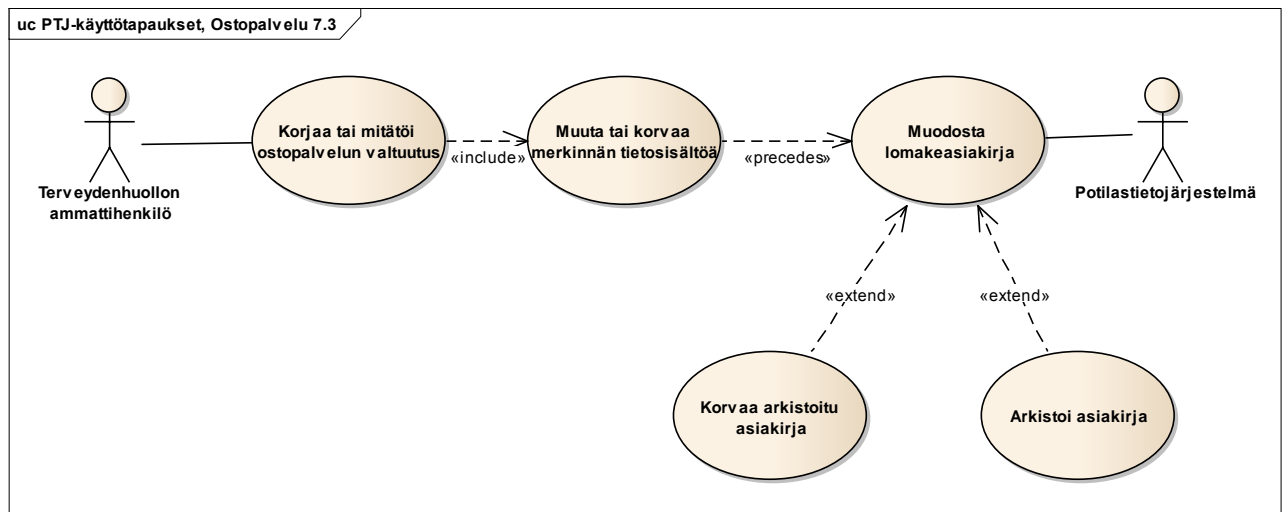 uc PTJ-käyttötapaukset, Ostopalvelu 7.3
Korjaa tai mitätöi
ostopalvelun valtuutus
«include»
Muuta tai korvaa
merkinnän tietosisältöä
«precedes»
Muodosta
lomakeasiakirja
Terveydenhuollon
ammattihenkilö
Potilastietojärjestelmä
«extend»
«extend»
Korvaa arkistoitu
asiakirja
Arkistoi asiakirja